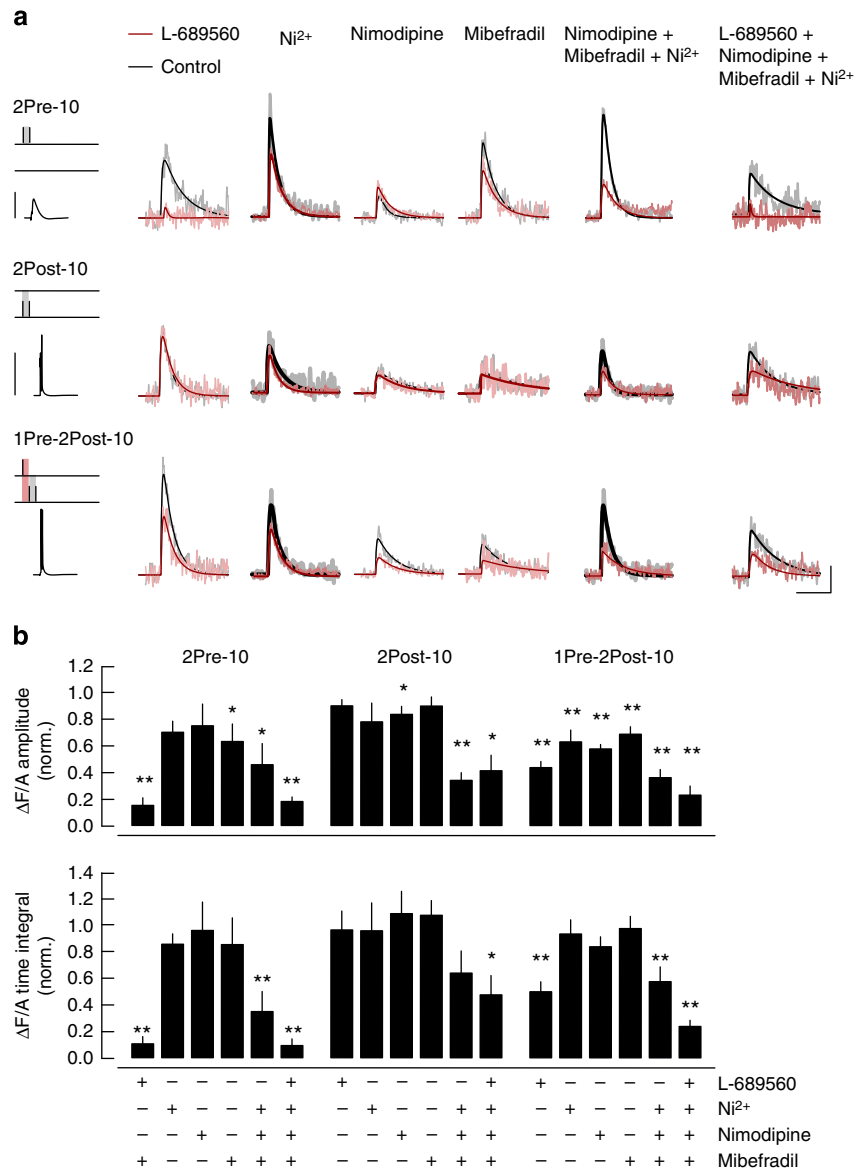 a
L-689560
Control
Ni²⁺
Nimodipine
Mibefradil
Nimodipine +
Mibefradil + Ni²⁺
L-689560 +
Nimodipine +
Mibefradil + Ni²⁺
2Pre-10
2Post-10
1Pre-2Post-10
b
2Pre-10 2Post-10 1Pre-2Post-10
ΔF/A amplitude
(norm.)
1.2
1.0
0.8
0.6
0.4
0.2
0.0
** * * **
* ** *
** ** ** ** ** **
ΔF/A time integral
(norm.)
1.4
1.2
1.0
0.8
0.6
0.4
0.2
0.0
** ** **
*
** ** **
+ − − − − + + − − − − + + − − − − + L-689560
− + − − + + − + − − + + − + − − + + Ni²⁺
− − + − + + − − + − + + − − + − + + Nimodipine
+ − − + + + − − − + + + − − − + + + Mibefradil